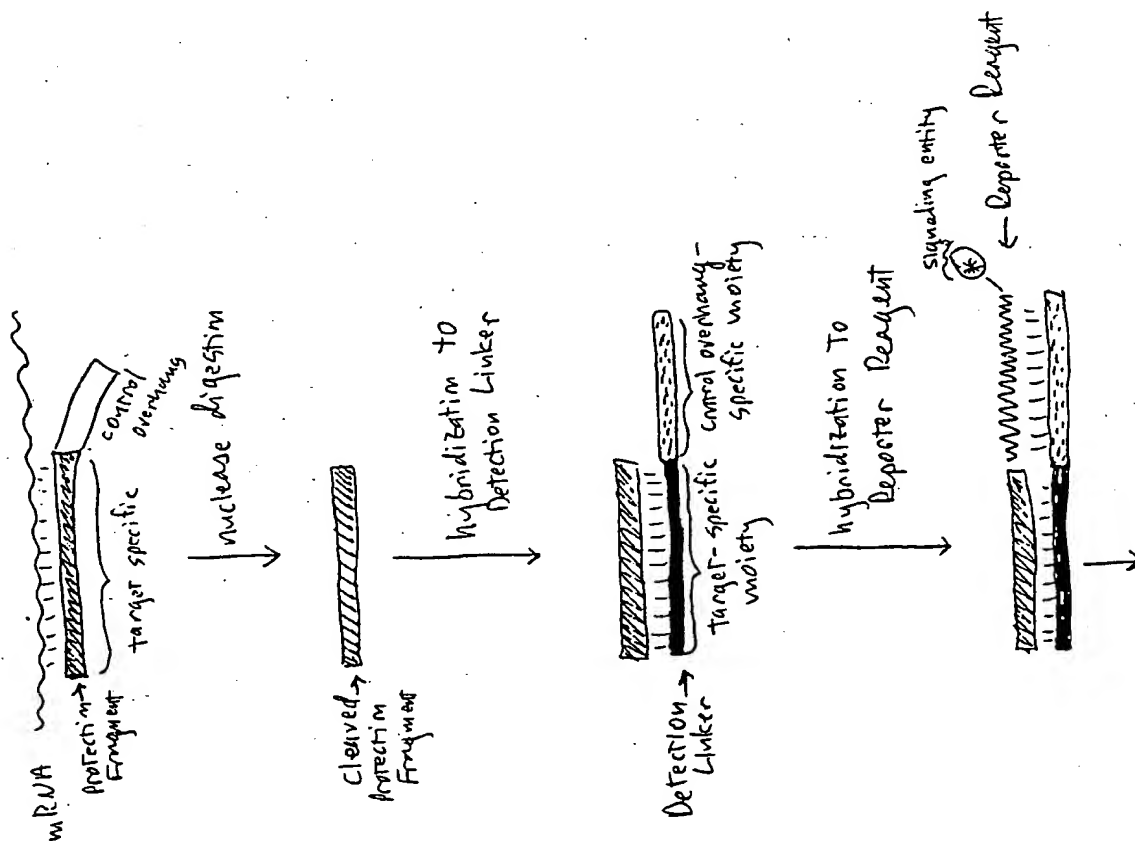 mRNA
protection
Fragment
target specific
control
overhang
nuclease digestion
Cleaved
protection
Fragment
hybridization to
Detection Linker
Detection
Linker
target-specific
moiety
control overhang-
specific moiety
hybridization To
Reporter Reagent
signaling entity
*
Reporter Reagent